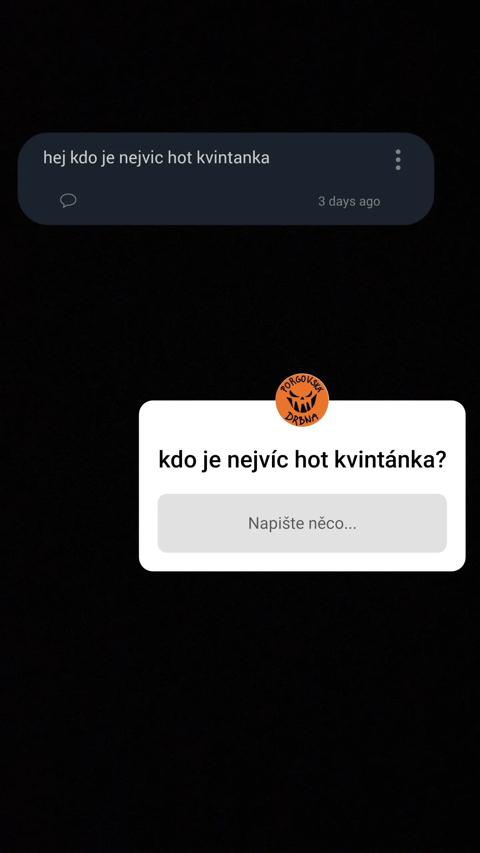 hej kdo je nejvic hot kvintanka
3 days ago
PORGOVSKÁ
DRBNA
kdo je nejvíc hot kvintánka?
Napište něco...